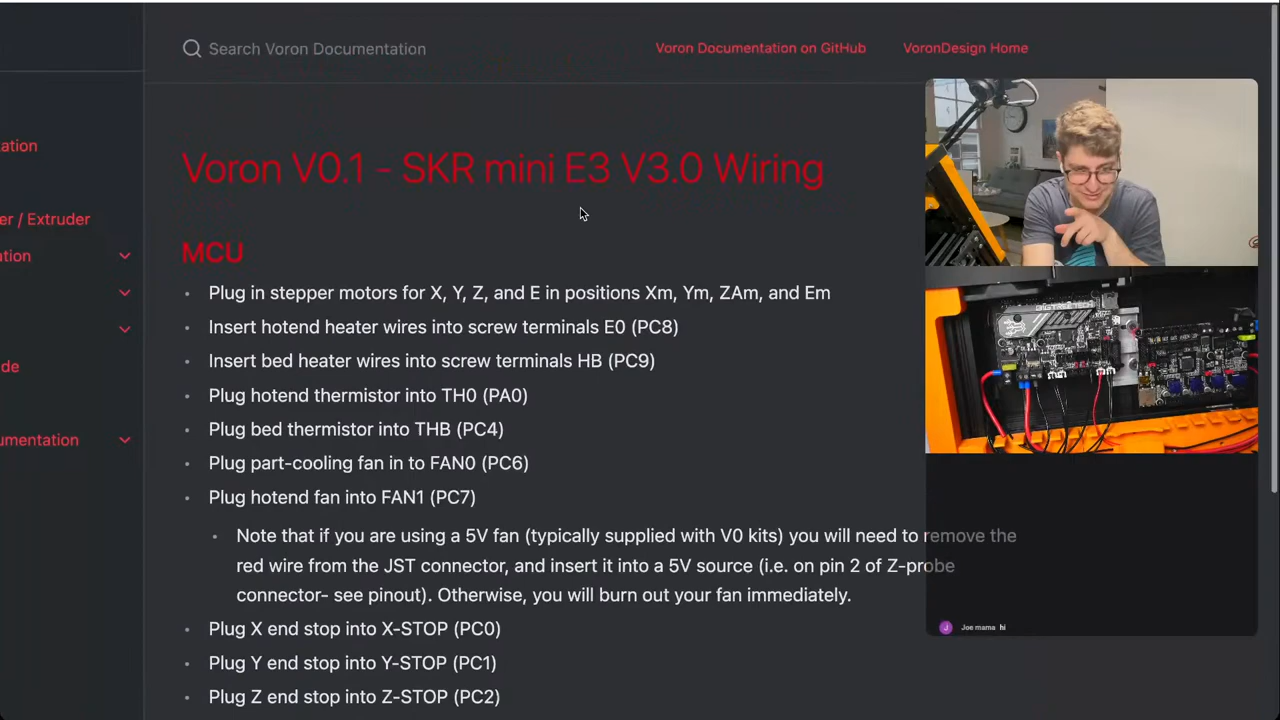 Search Voron Documentation
Voron Documentation on GitHub
VoronDesign Home
ation
er / Extruder
tion
de
umentation
Voron V0.1 - SKR mini E3 V3.0 Wiring
MCU
Plug in stepper motors for X, Y, Z, and E in positions Xm, Ym, ZAm, and Em
Insert hotend heater wires into screw terminals E0 (PC8)
Insert bed heater wires into screw terminals HB (PC9)
Plug hotend thermistor into TH0 (PA0)
Plug bed thermistor into THB (PC4)
Plug part-cooling fan in to FAN0 (PC6)
Plug hotend fan into FAN1 (PC7)
Note that if you are using a 5V fan (typically supplied with V0 kits) you will need to remove the
red wire from the JST connector, and insert it into a 5V source (i.e. on pin 2 of Z-probe
connector- see pinout). Otherwise, you will burn out your fan immediately.
Plug X end stop into X-STOP (PC0)
Plug Y end stop into Y-STOP (PC1)
Plug Z end stop into Z-STOP (PC2)
BIGTREETECH
J Joe mama hi